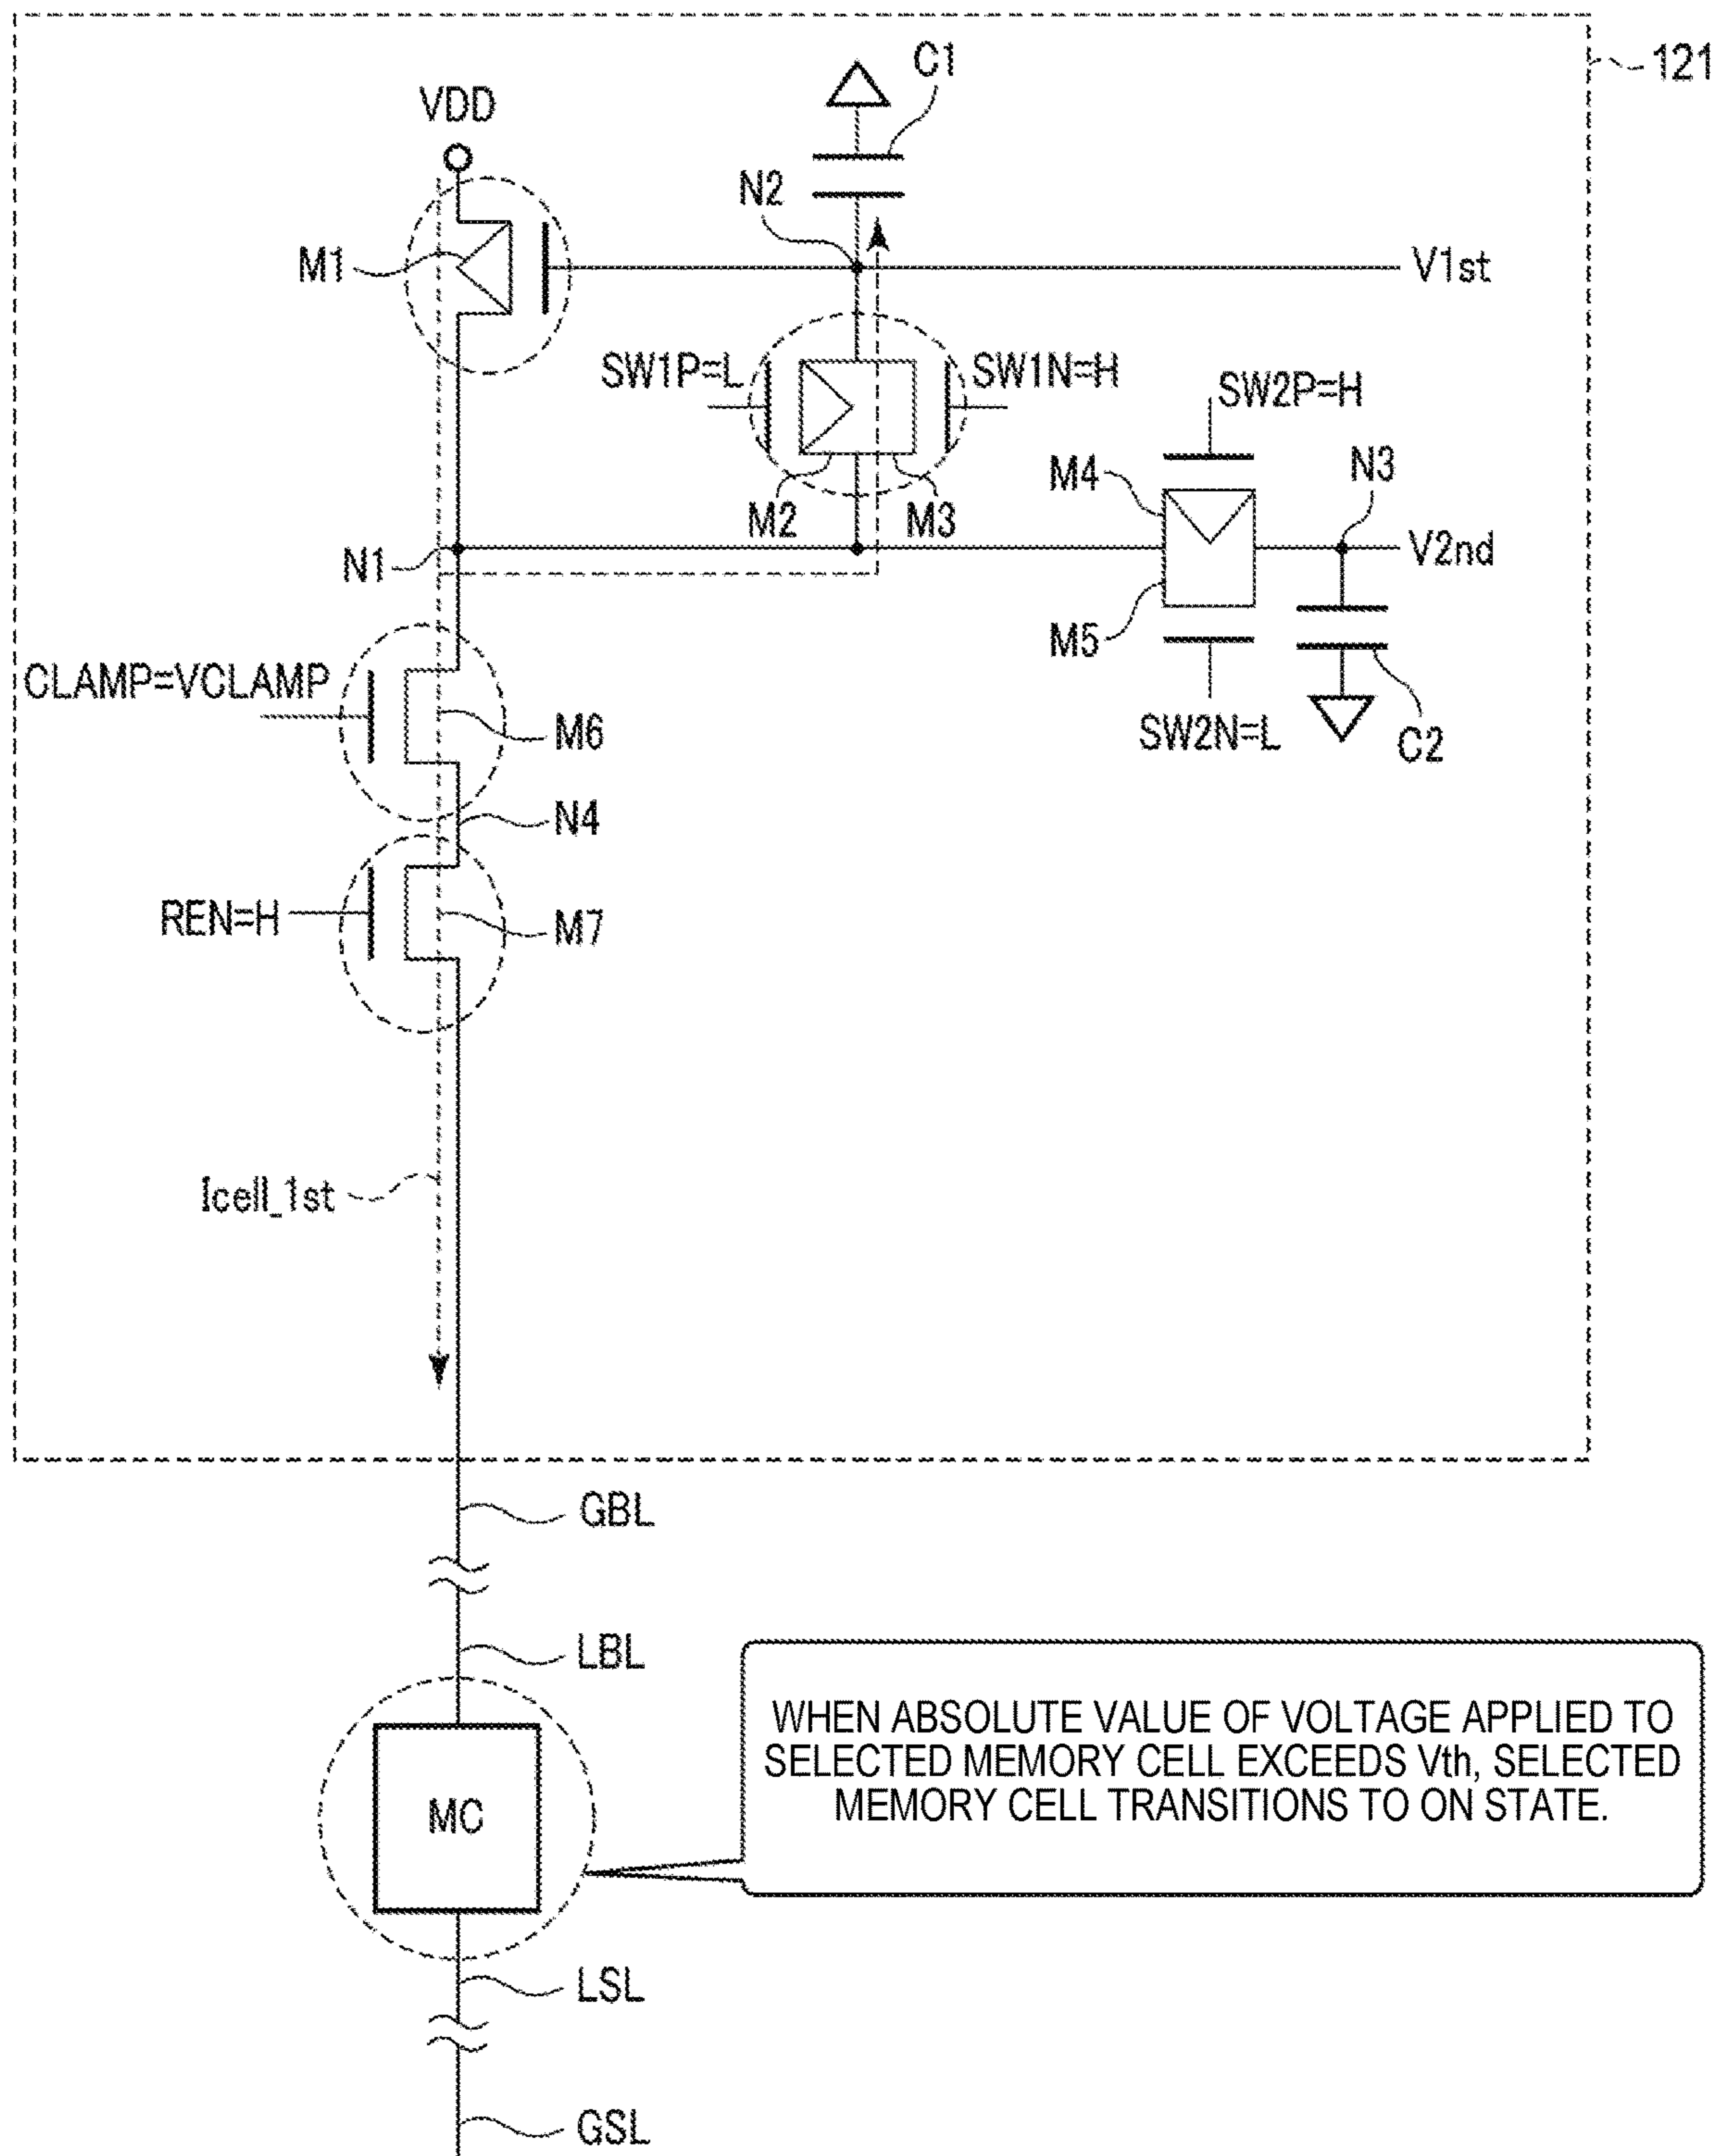 C1
121
VDD
N2
M1
V1st
SW1P=L
SW1N=H
SW2P=H
M4
N3
M2
M3
N1
V2nd
M5
CLAMP=VCLAMP
M6
SW2N=L
C2
N4
REN=H
M7
Icell_1st
GBL
LBL
WHEN ABSOLUTE VALUE OF VOLTAGE APPLIED TO
SELECTED MEMORY CELL EXCEEDS Vth, SELECTED
MEMORY CELL TRANSITIONS TO ON STATE.
MC
LSL
GSL